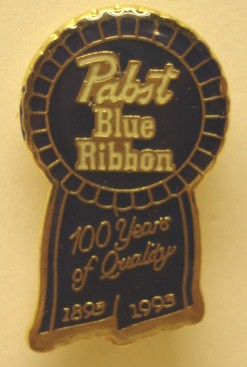 Pabst
Blue
Ribbon
100 Years
of Quality
1893 1993